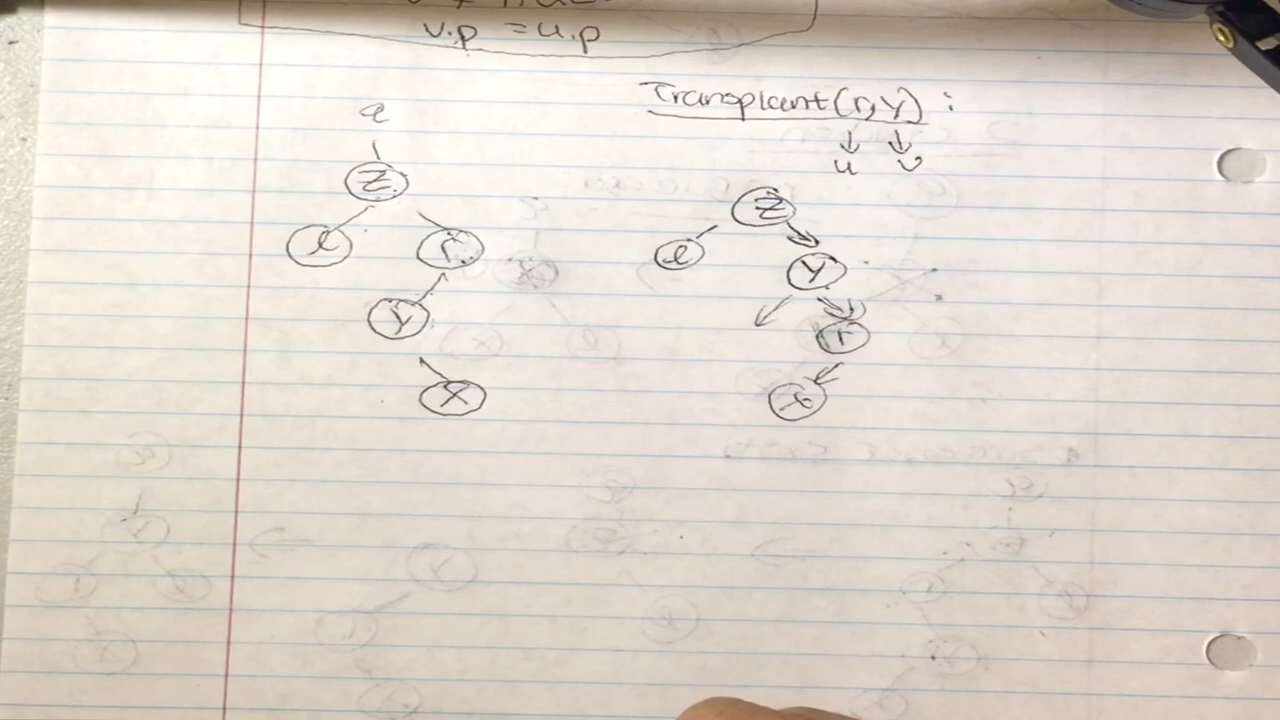 v.p = u.p
Transplant(r,y):
u v
a
z
l r
y
x
z
l
y
r
x